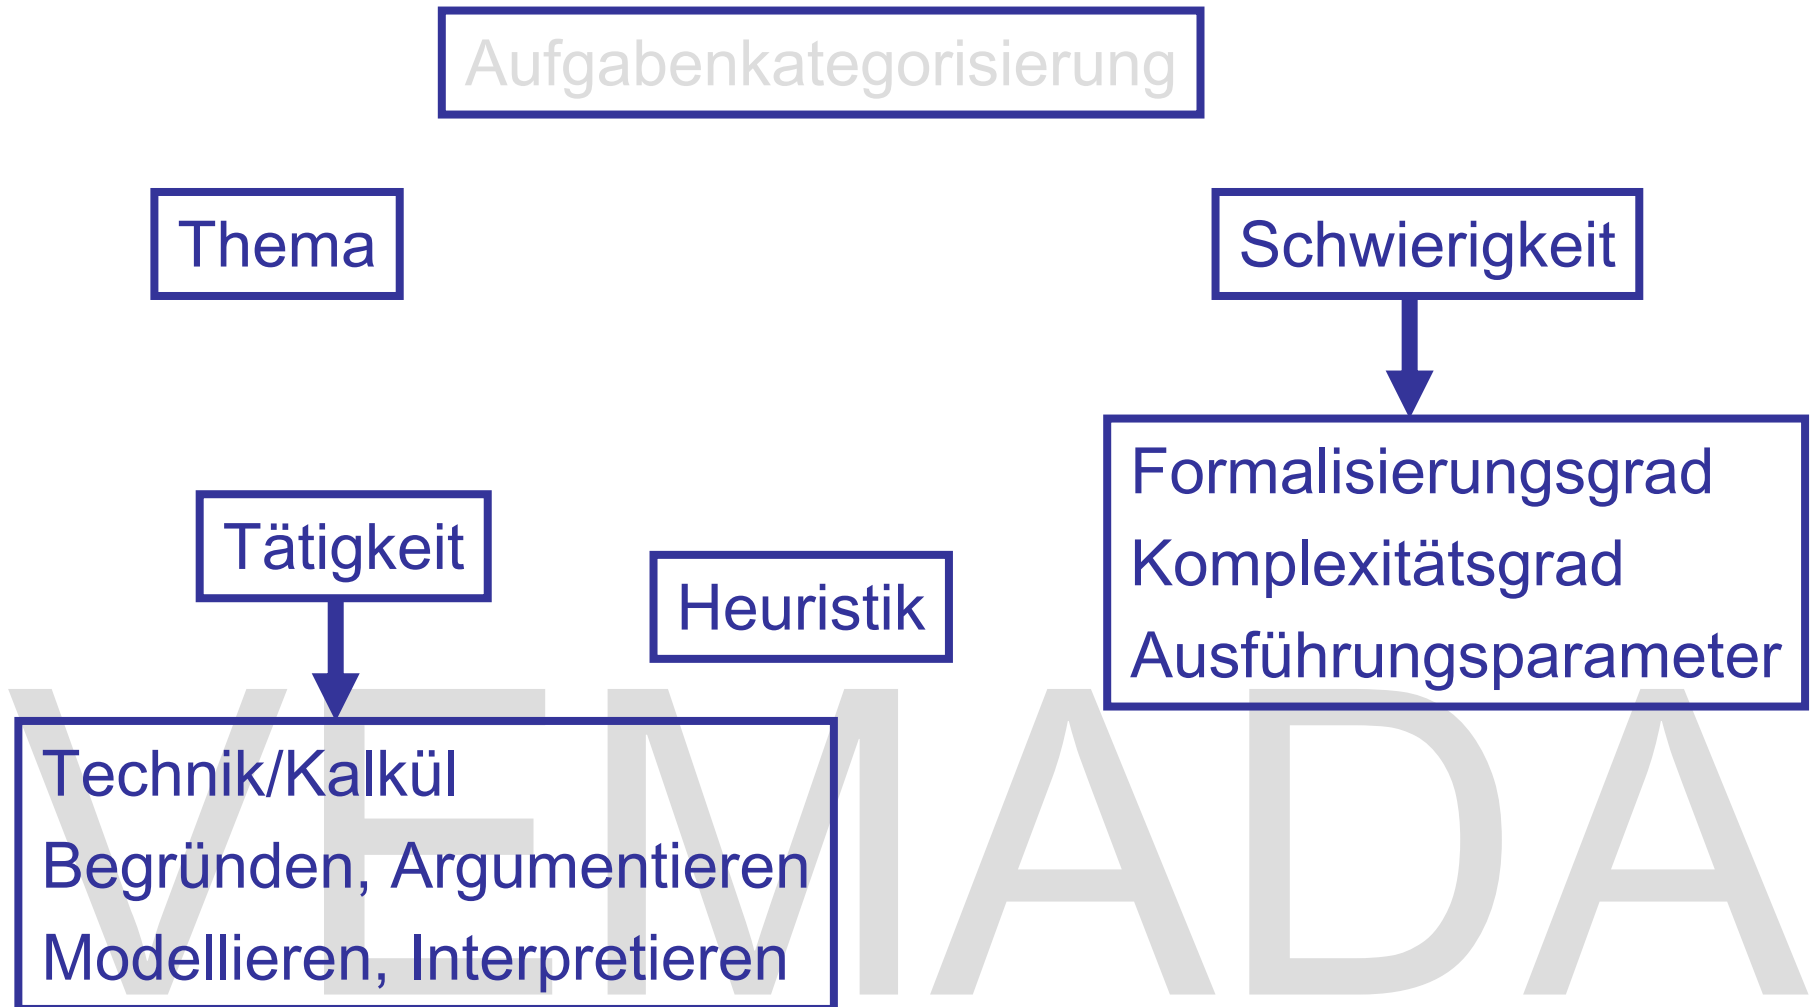 Aufgabenkategorisierung
Thema
Schwierigkeit
Formalisierungsgrad
Komplexitätsgrad
Ausführungsparameter
Tätigkeit
Heuristik
Technik/Kalkül
Begründen, Argumentieren
Modellieren, Interpretieren
VEMADA